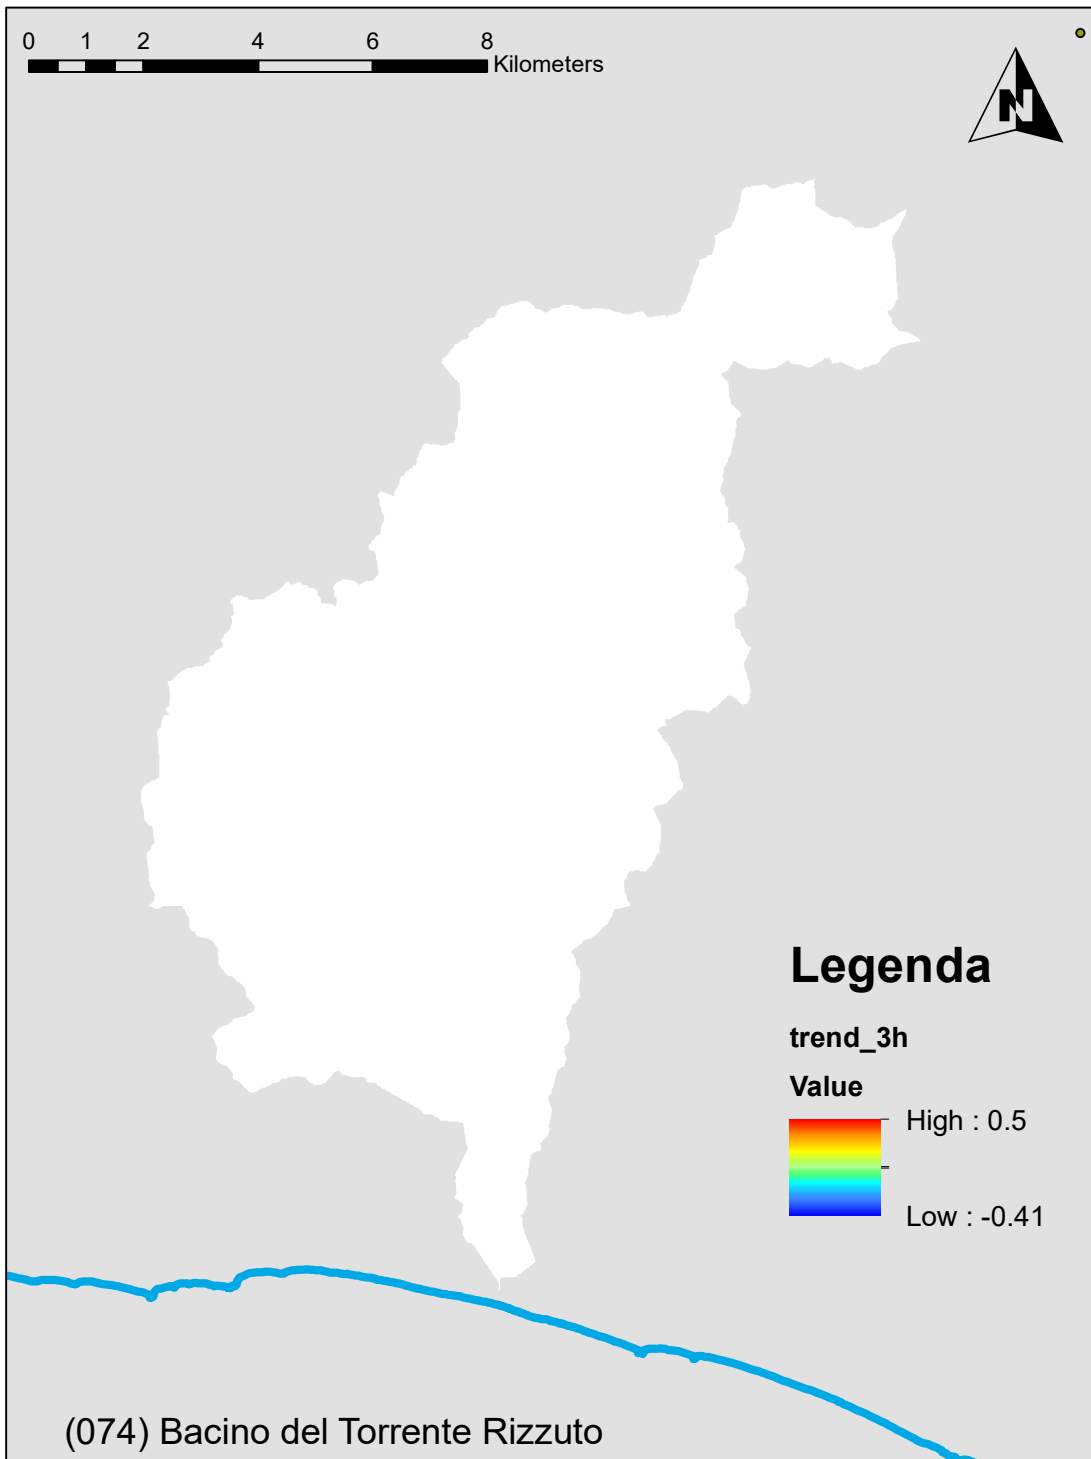 0 1 2 4 6 8
Kilometers
N
Legenda
trend_3h
Value
High : 0.5
Low : -0.41
(074) Bacino del Torrente Rizzuto